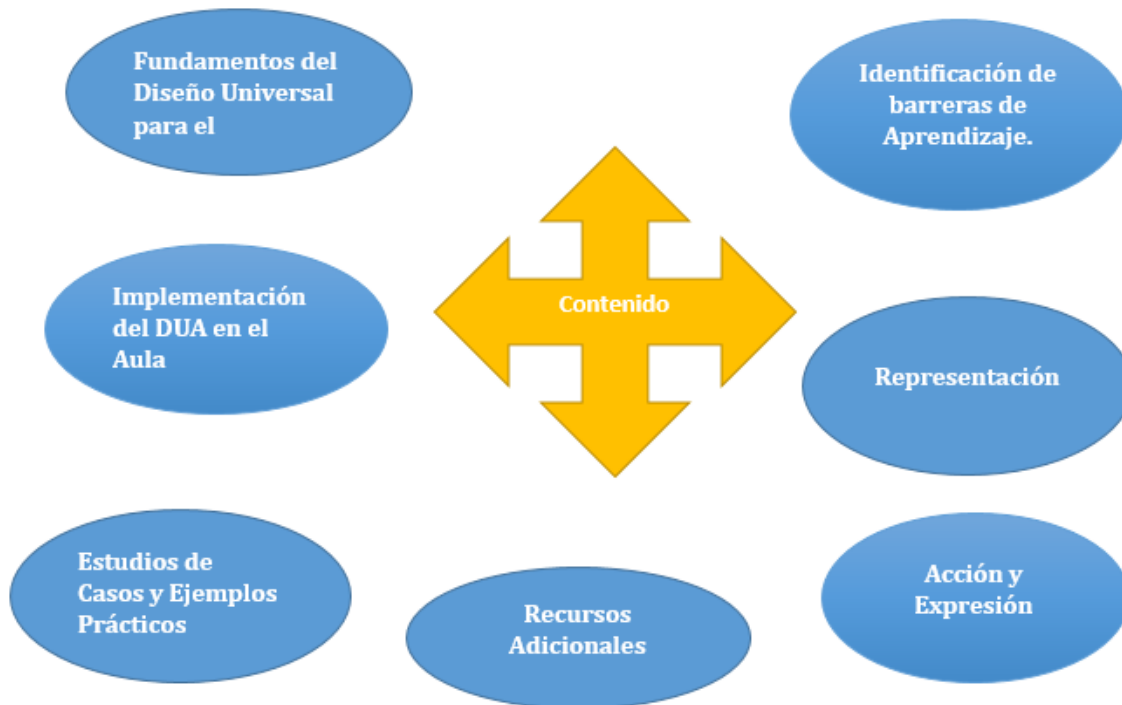 Fundamentos del
Diseño Universal
para el
Identificación de
barreras de
Aprendizaje.
Contenido
Implementación
del DUA en el
Aula
Representación
Estudios de
Casos y Ejemplos
Prácticos
Recursos
Adicionales
Acción y
Expresión